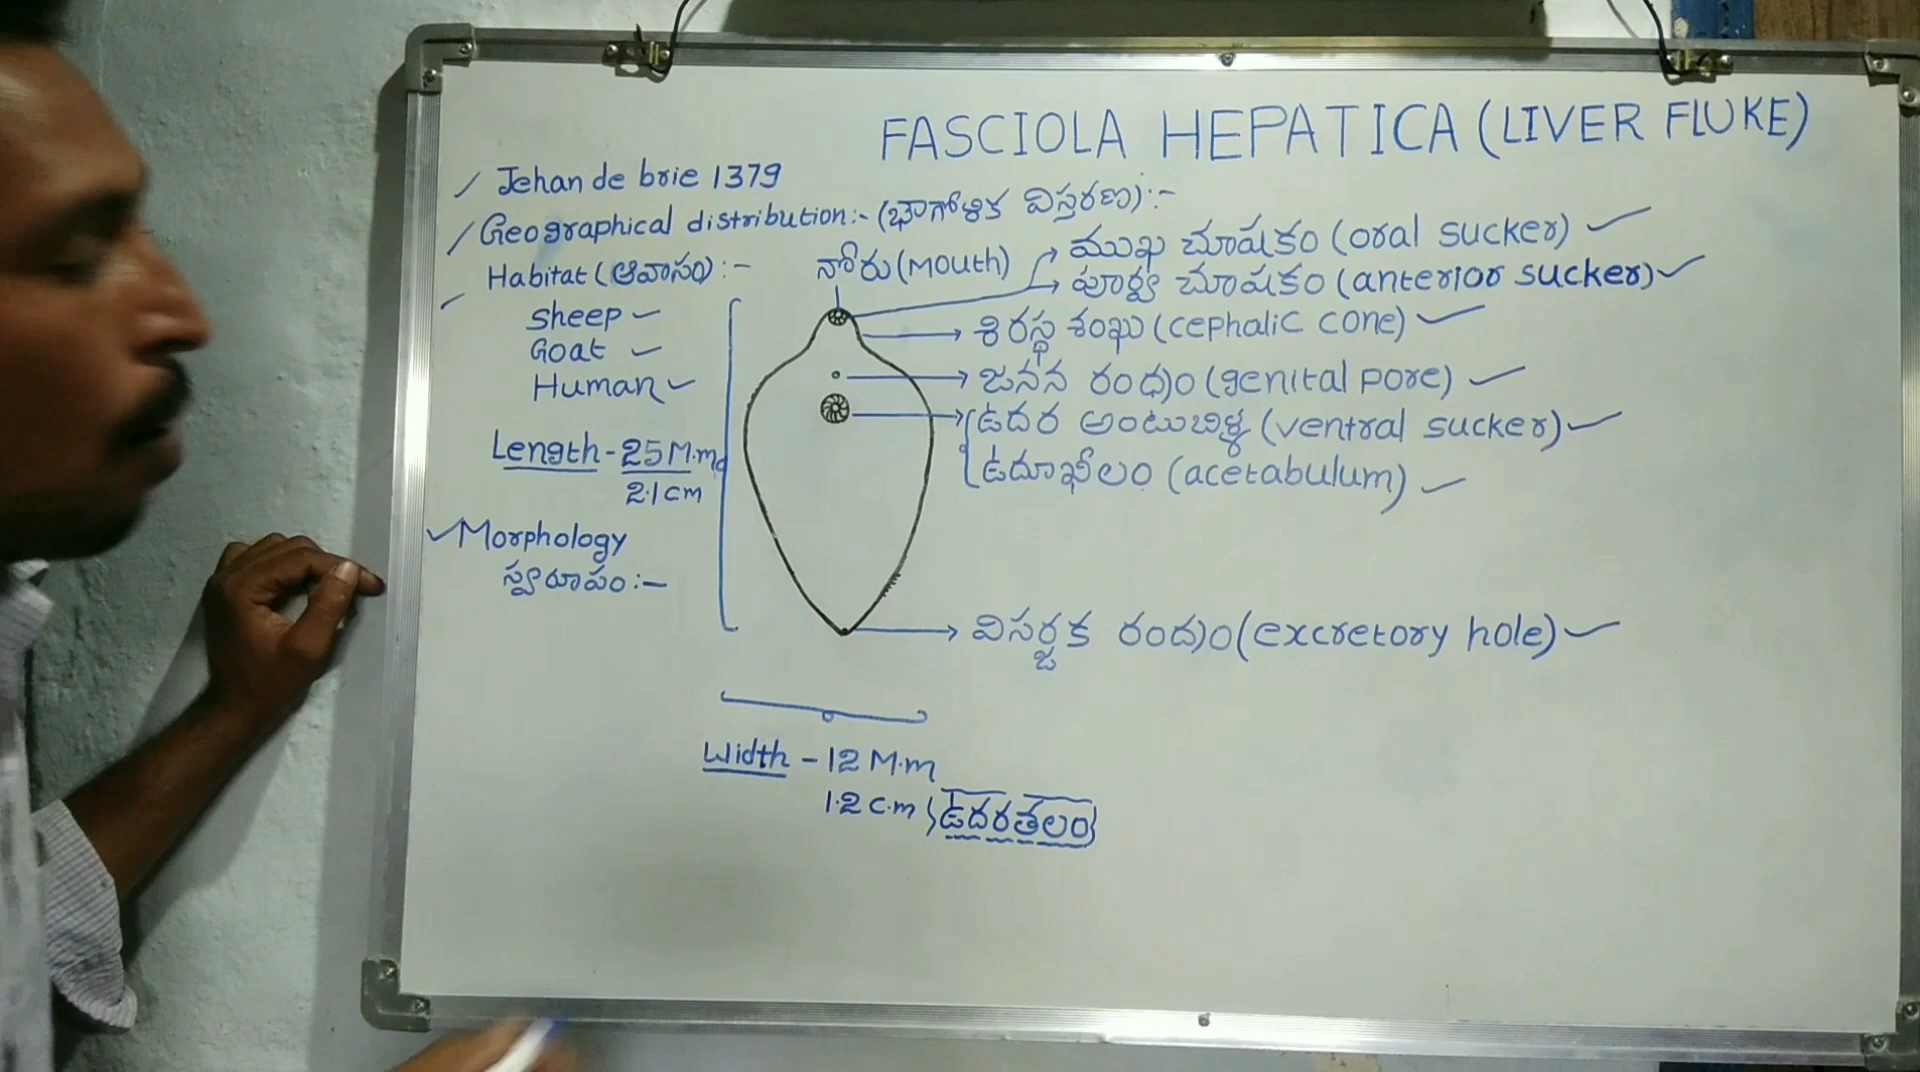 FASCIOLA HEPATICA (LIVER FLUKE)
Jehan de brie 1379
Geographical distribution:- (భౌగోళిక విస్తరణ):-
Habitat (ఆవాసం) :-
Sheep
Goat
Human
Length - 25 M.m
2.1 cm
Morphology
స్వరూపం :-
నోరు (MOUTH)
ముఖ చూషకం (oral sucker)
పూర్వ చూషకం (anterior sucker)
శిరస్థ శంఖు (cephalic cone)
జనన రంధ్రం (genital pore)
ఉదర అంటుబిళ్ళ (ventral sucker)
ఉదూఖలం (acetabulum)
విసర్జక రంద్రం (excretory hole)
Width - 12 M.m
1.2 c.m
ఉదరతలం